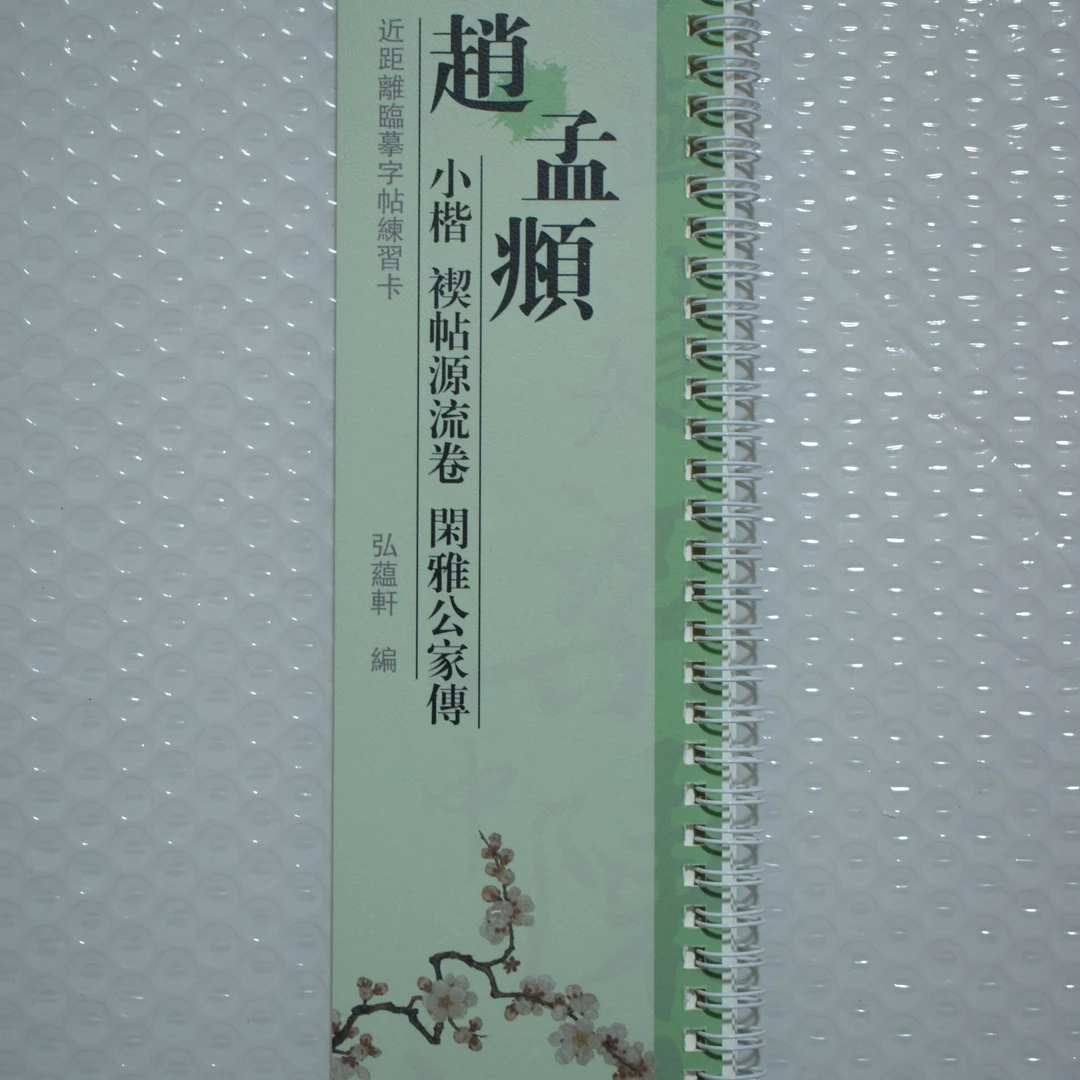 趙孟頫
小楷 褉帖源流卷 閑雅公家傳
近距離臨摹字帖練習卡
弘蘊軒 編